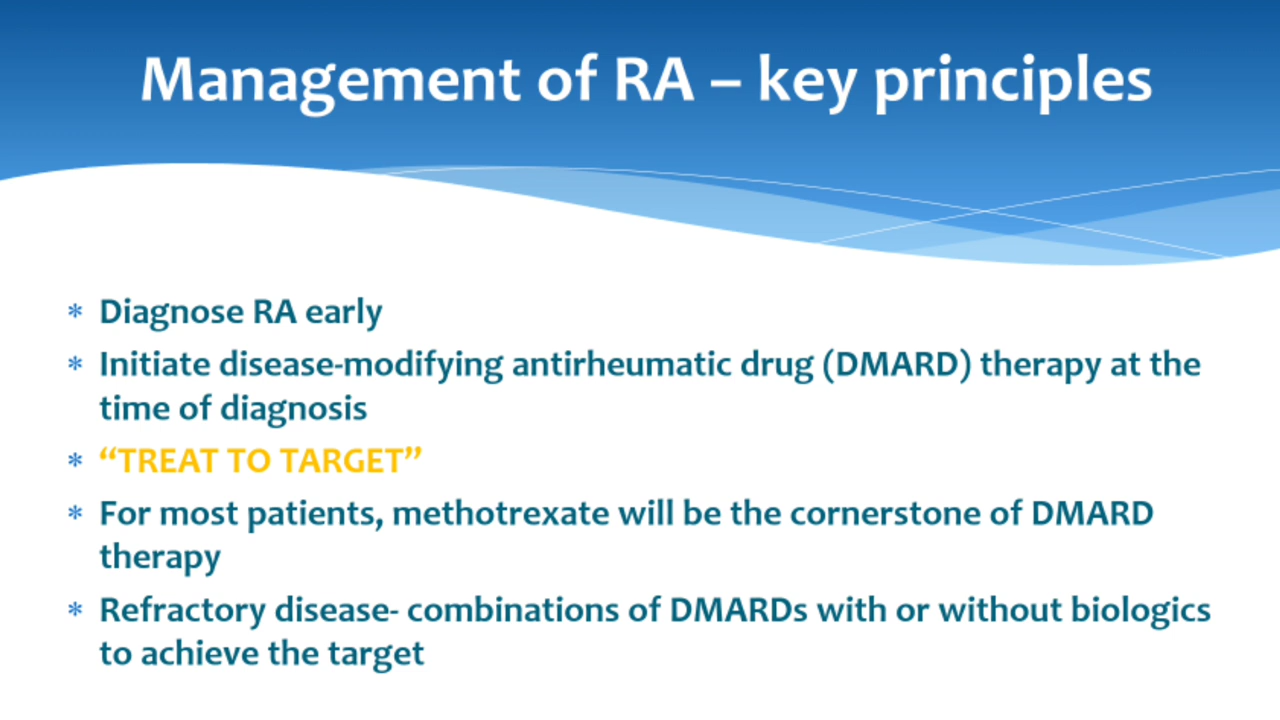 Management of RA – key principles
* Diagnose RA early
* Initiate disease-modifying antirheumatic drug (DMARD) therapy at the
time of diagnosis
* “TREAT TO TARGET”
* For most patients, methotrexate will be the cornerstone of DMARD
therapy
* Refractory disease- combinations of DMARDs with or without biologics
to achieve the target